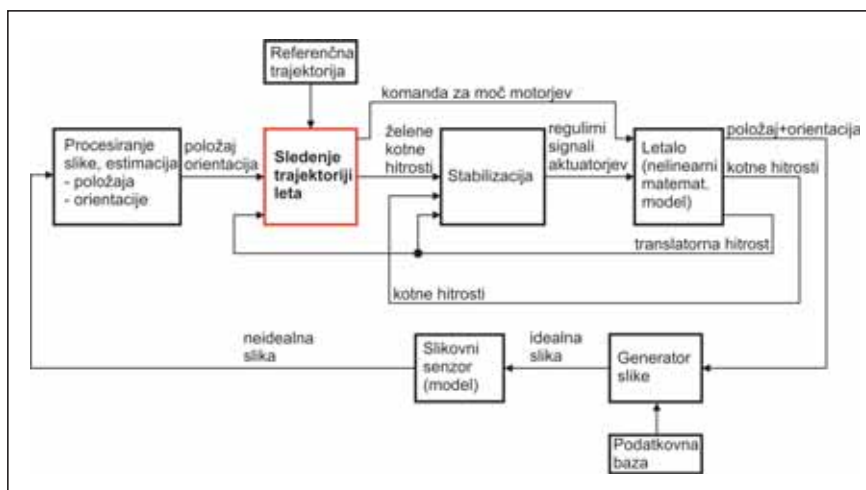 Referenčna
trajektorija
komanda za moč motorjev
Procesiranje
slike, estimacija
- položaja
- orientacije
položaj
orientacija
Sledenje
trajektoriji
leta
želene
kotne
hitrosti
Stabilizacija
regulirni
signali
aktuatorjev
Letalo
(nelinearni
matemat.
model)
položaj+orientacija
kotne hitrosti
translatorna hitrost
kotne hitrosti
neidealna
slika
Slikovni
senzor
(model)
idealna
slika
Generator
slike
Podatkovna
baza